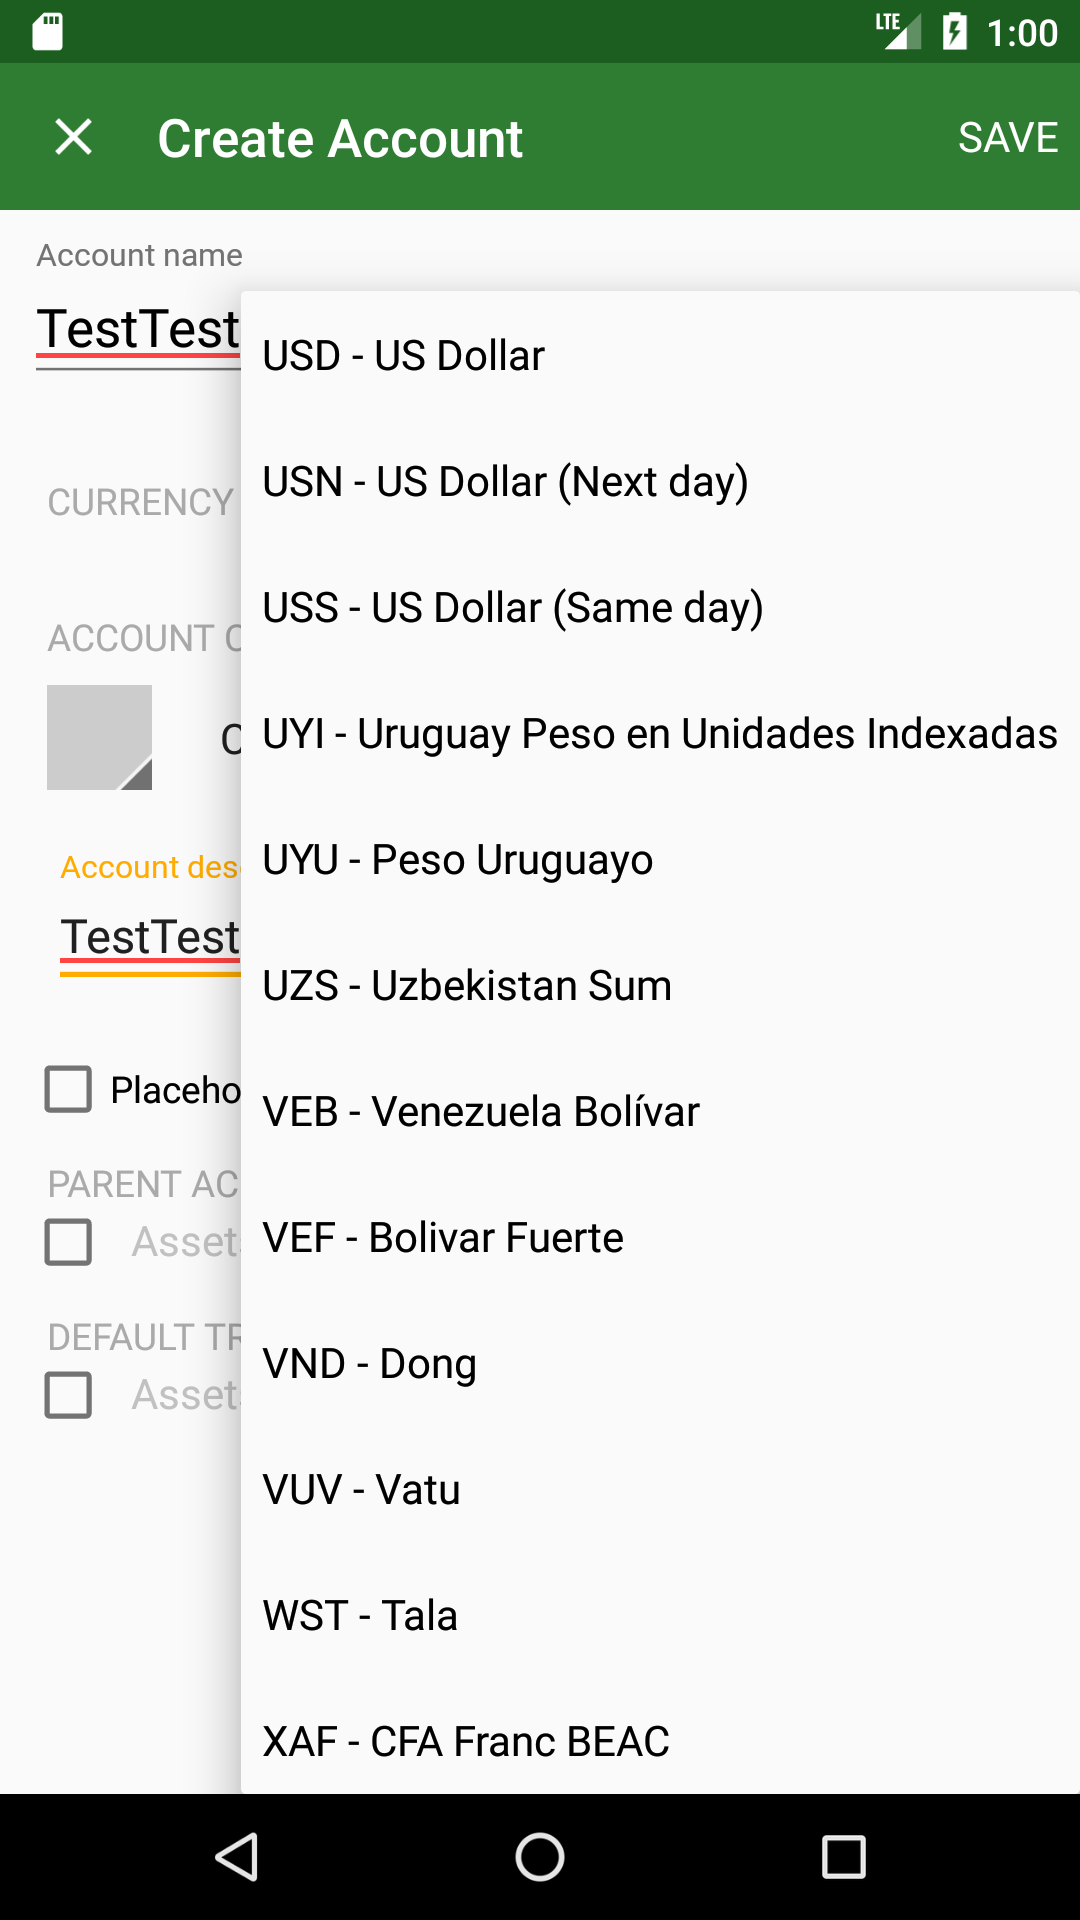 LTE 1:00
Create Account SAVE
Account name
TestTest
USD - US Dollar
USN - US Dollar (Next day)
CURRENCY
USS - US Dollar (Same day)
ACCOUNT C
UYI - Uruguay Peso en Unidades Indexadas
UYU - Peso Uruguayo
Account des
TestTest
UZS - Uzbekistan Sum
Placeho
VEB - Venezuela Bolívar
PARENT AC
VEF - Bolivar Fuerte
Assets
DEFAULT TR
VND - Dong
Assets
VUV - Vatu
WST - Tala
XAF - CFA Franc BEAC